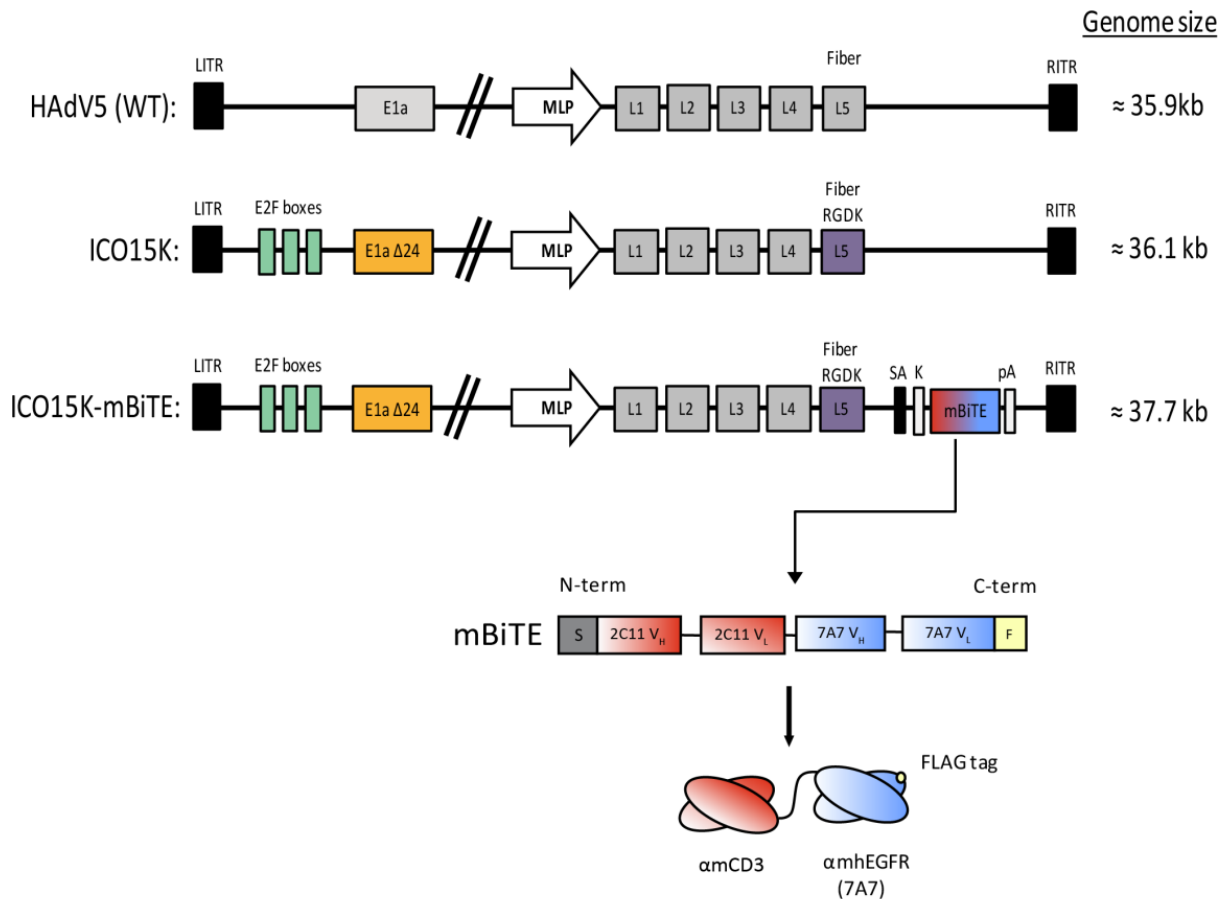 Genome size
LITR
Fiber
RITR
HAdV5 (WT):
E1a
MLP
L1
L2
L3
L4
L5
≈ 35.9kb
LITR
E2F boxes
Fiber
RGDK
RITR
ICO15K:
E1a Δ24
MLP
L1
L2
L3
L4
L5
≈ 36.1 kb
LITR
E2F boxes
Fiber
RGDK
SA
K
pA
RITR
ICO15K-mBiTE:
E1a Δ24
MLP
L1
L2
L3
L4
L5
mBiTE
≈ 37.7 kb
N-term
C-term
mBiTE
S
2C11 VH
2C11 VL
7A7 VH
7A7 VL
F
FLAG tag
αmCD3
αmhEGFR
(7A7)